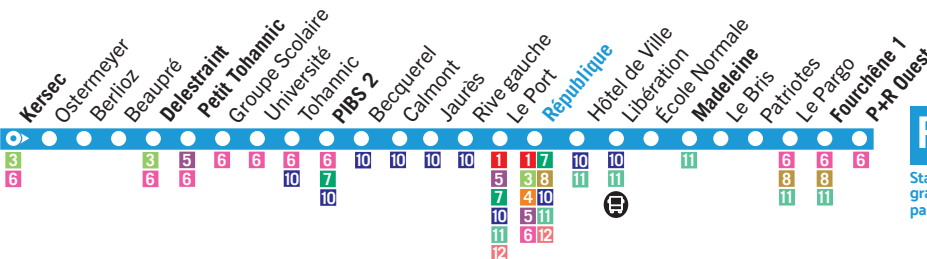 Kersec
Ostermeyer
Berlioz
Beaupré
Delestraint
Petit Tohannic
Groupe Scolaire
Université
Tohannic
PIBS 2
Becquerel
Calmont
Jaurès
Rive gauche
Le Port
République
Hôtel de Ville
Libération
École Normale
Madeleine
Le Bris
Patriotes
Le Pargo
Fourchêne 1
P+R Ouest
3 3 5 6 6 6 6 10 10 10 10 1 1 7 10 10 11 6 6 6
6 6 6 10 7 5 3 8 11 11 8 8
10 7 4 10 11 11
10 5 11
11 6 12
12
Sta
gra
pa